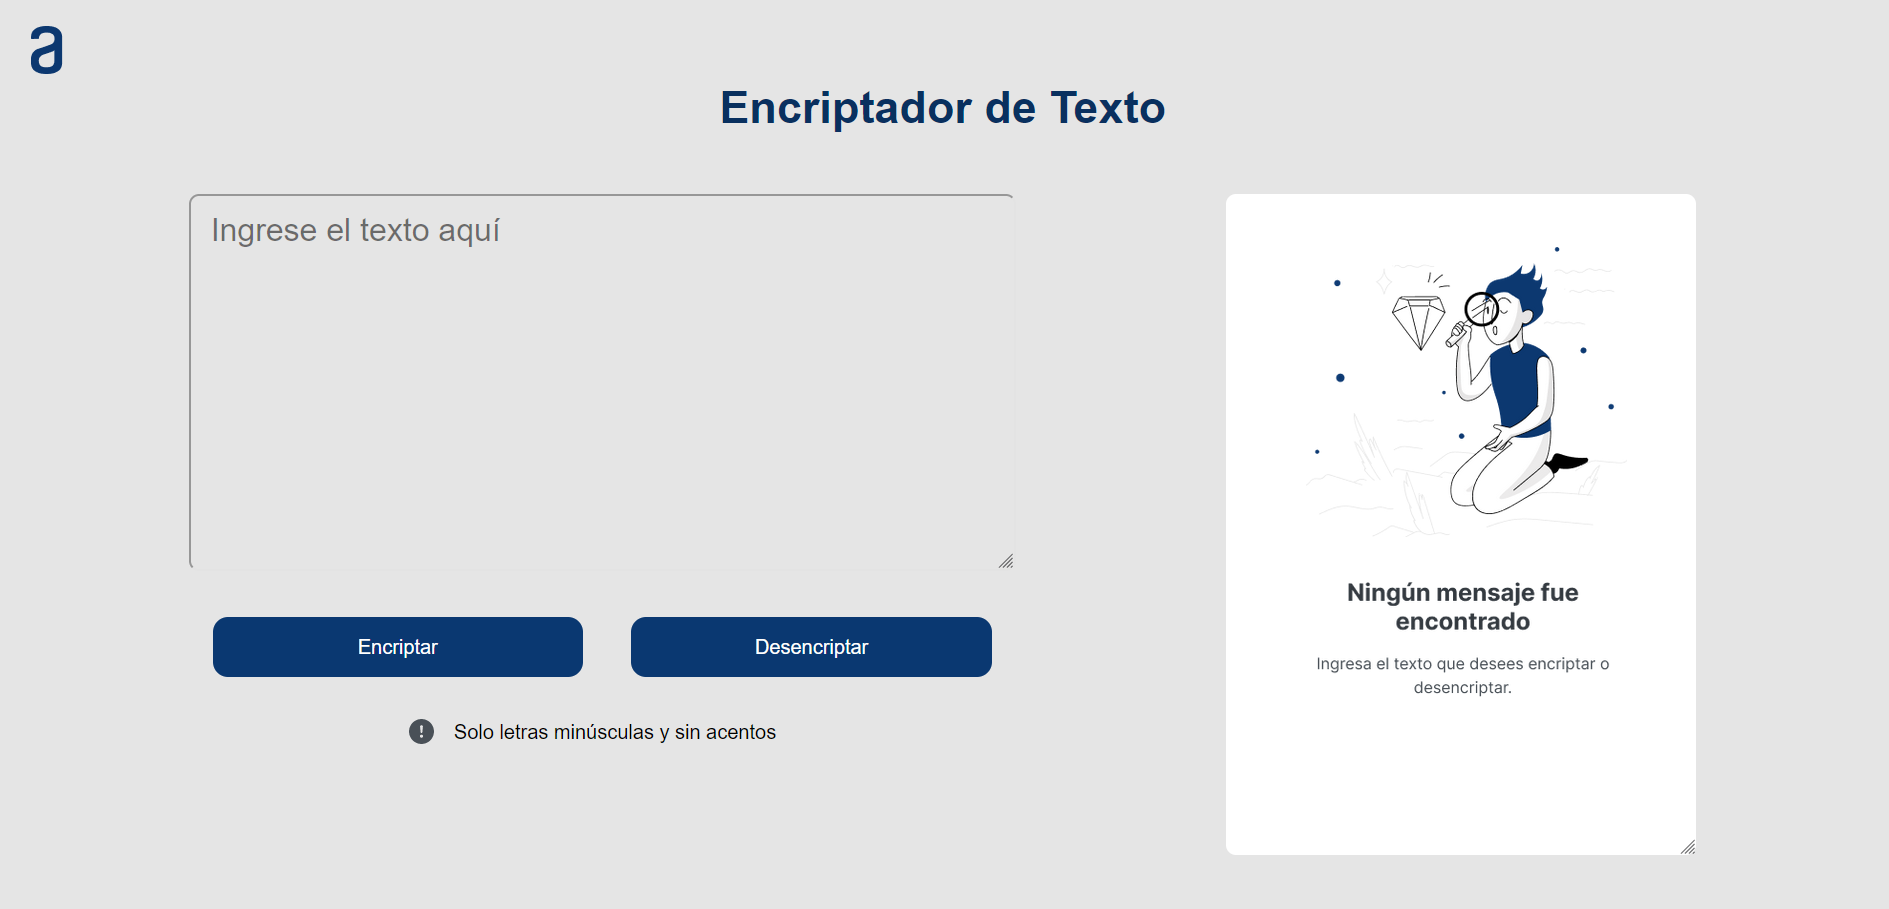 a
Encriptador de Texto
Ingrese el texto aquí
Encriptar
Desencriptar
Solo letras minúsculas y sin acentos
Ningún mensaje fue
encontrado
Ingresa el texto que desees encriptar o
desencriptar.